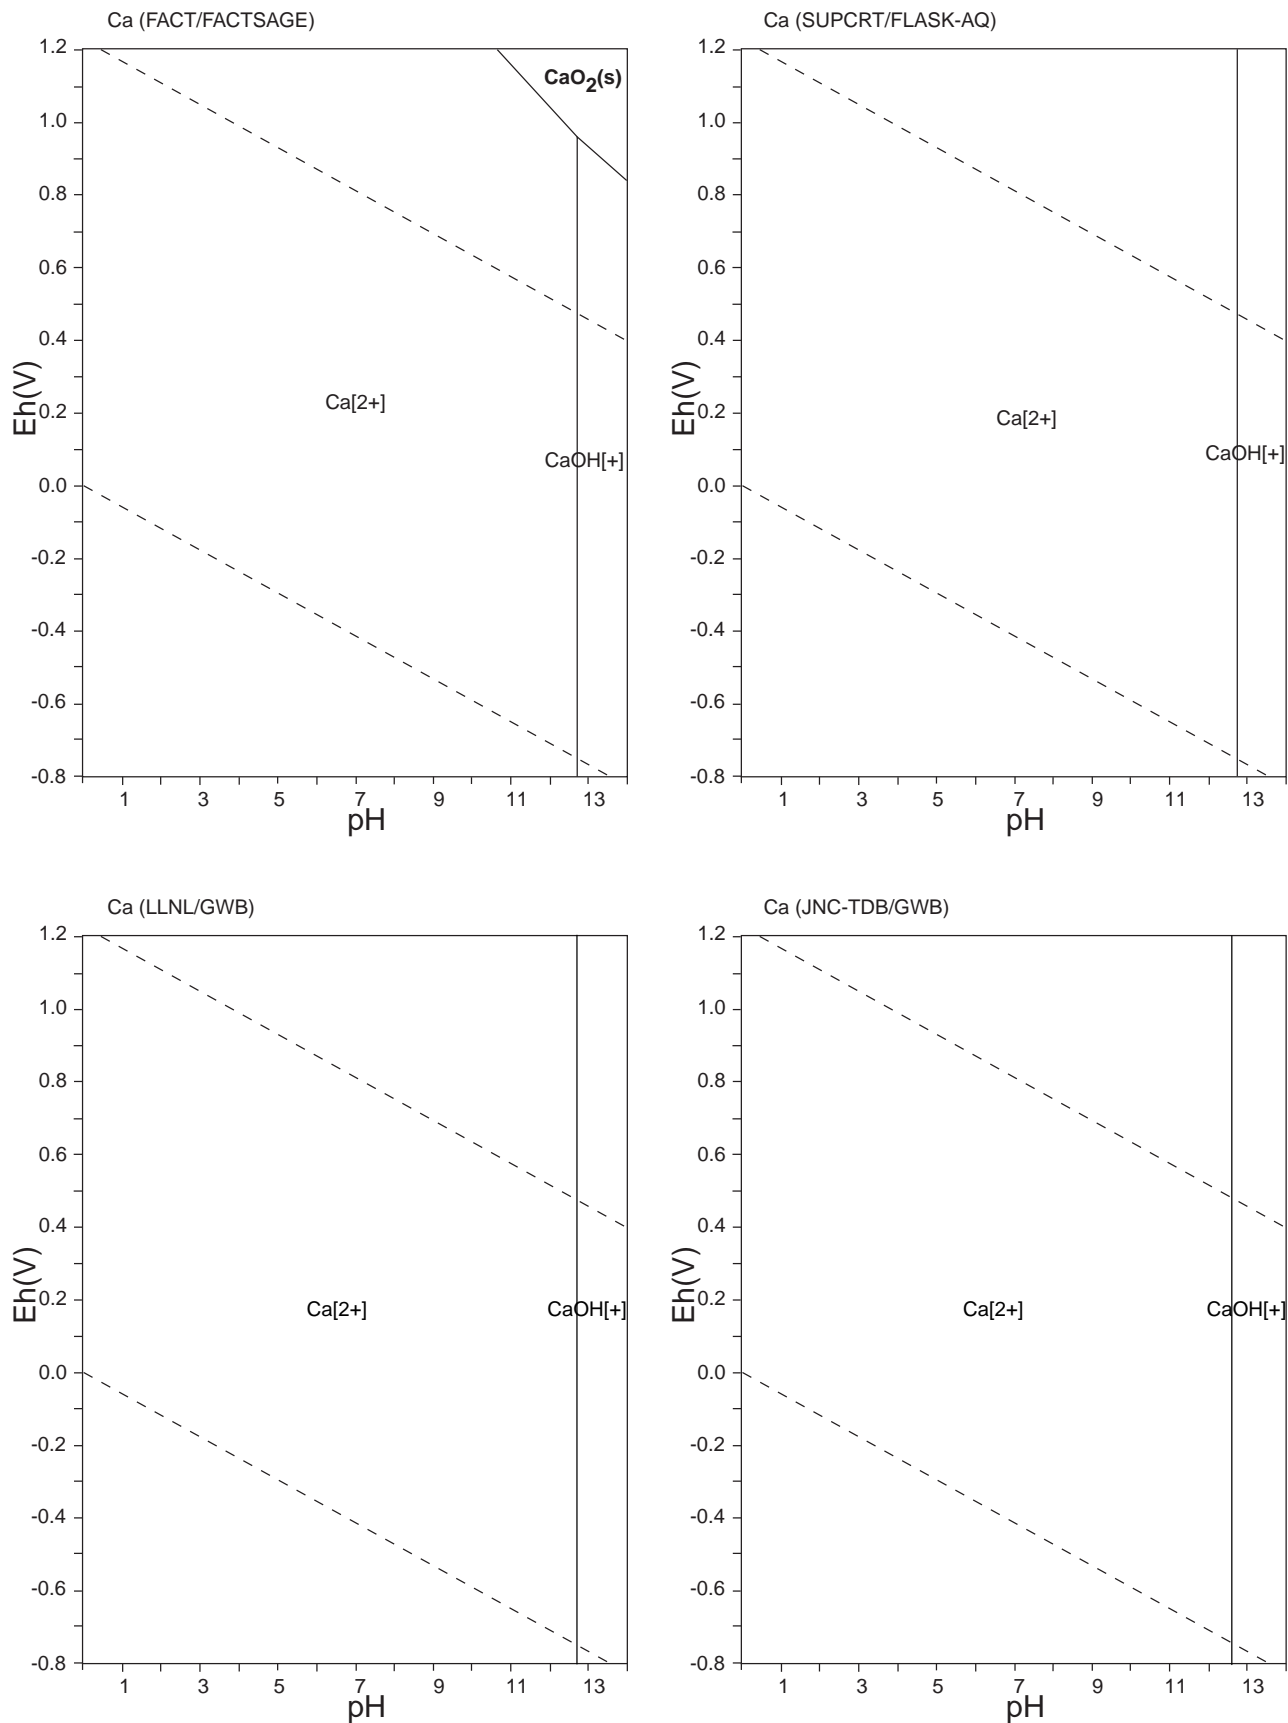 Ca (FACT/FACTSAGE)
1.2
CaO2(s)
1.0
0.8
0.6
0.4
Eh(V)
Ca[2+]
0.2
CaOH[+]
0.0
-0.2
-0.4
-0.6
-0.8
1 3 5 7 9 11 13
pH
Ca (SUPCRT/FLASK-AQ)
1.2
1.0
0.8
0.6
0.4
Eh(V)
Ca[2+]
0.2
CaOH[+]
0.0
-0.2
-0.4
-0.6
-0.8
1 3 5 7 9 11 13
pH
Ca (LLNL/GWB)
1.2
1.0
0.8
0.6
0.4
Eh(V)
0.2
Ca[2+] CaOH[+]
0.0
-0.2
-0.4
-0.6
-0.8
1 3 5 7 9 11 13
pH
Ca (JNC-TDB/GWB)
1.2
1.0
0.8
0.6
0.4
Eh(V)
0.2
Ca[2+] CaOH[+]
0.0
-0.2
-0.4
-0.6
-0.8
1 3 5 7 9 11 13
pH